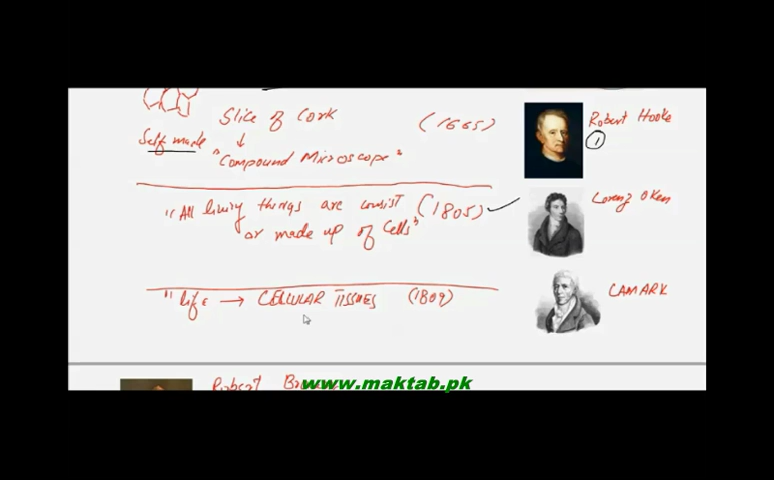 Slice of Cork (1665) Robert Hooke
Self made ↓ 1
"Compound Microscope"
"All living things are consist (1805) Lorenz Oken
or made up of cells"
"life → CELLULAR TISSUES (1809) LAMARK
Robert
www.maktab.pk